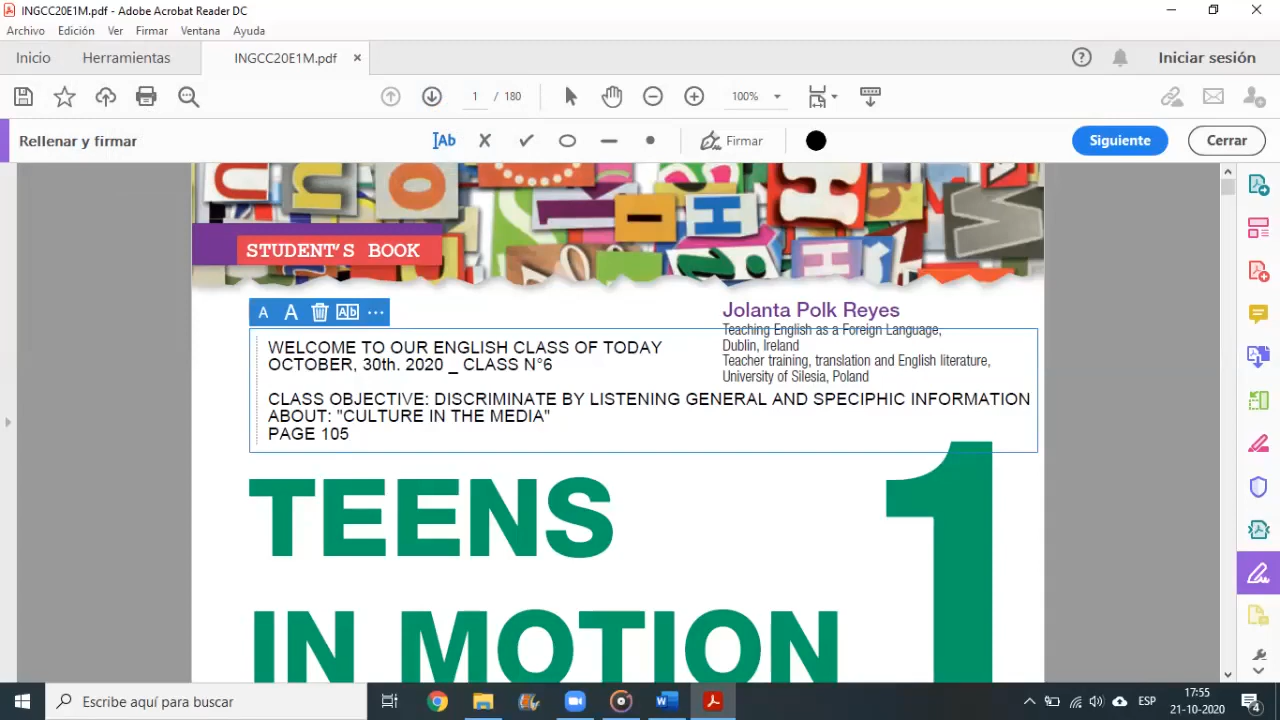 INGCC20E1M.pdf - Adobe Acrobat Reader DC
Archivo Edición Ver Firmar Ventana Ayuda
Inicio Herramientas INGCC20E1M.pdf × Iniciar sesión
1 / 180 100%
Rellenar y firmar Ab Firmar Siguiente Cerrar
STUDENT'S BOOK
A A Ab ...
Jolanta Polk Reyes
Teaching English as a Foreign Language,
Dublin, Ireland
Teacher training, translation and English literature,
University of Silesia, Poland
WELCOME TO OUR ENGLISH CLASS OF TODAY
OCTOBER, 30th. 2020 _ CLASS N°6
CLASS OBJECTIVE: DISCRIMINATE BY LISTENING GENERAL AND SPECIPHIC INFORMATION
ABOUT: "CULTURE IN THE MEDIA"
PAGE 105
TEENS
IN MOTION
1
Escribe aquí para buscar
ESP
17:55
21-10-2020
4